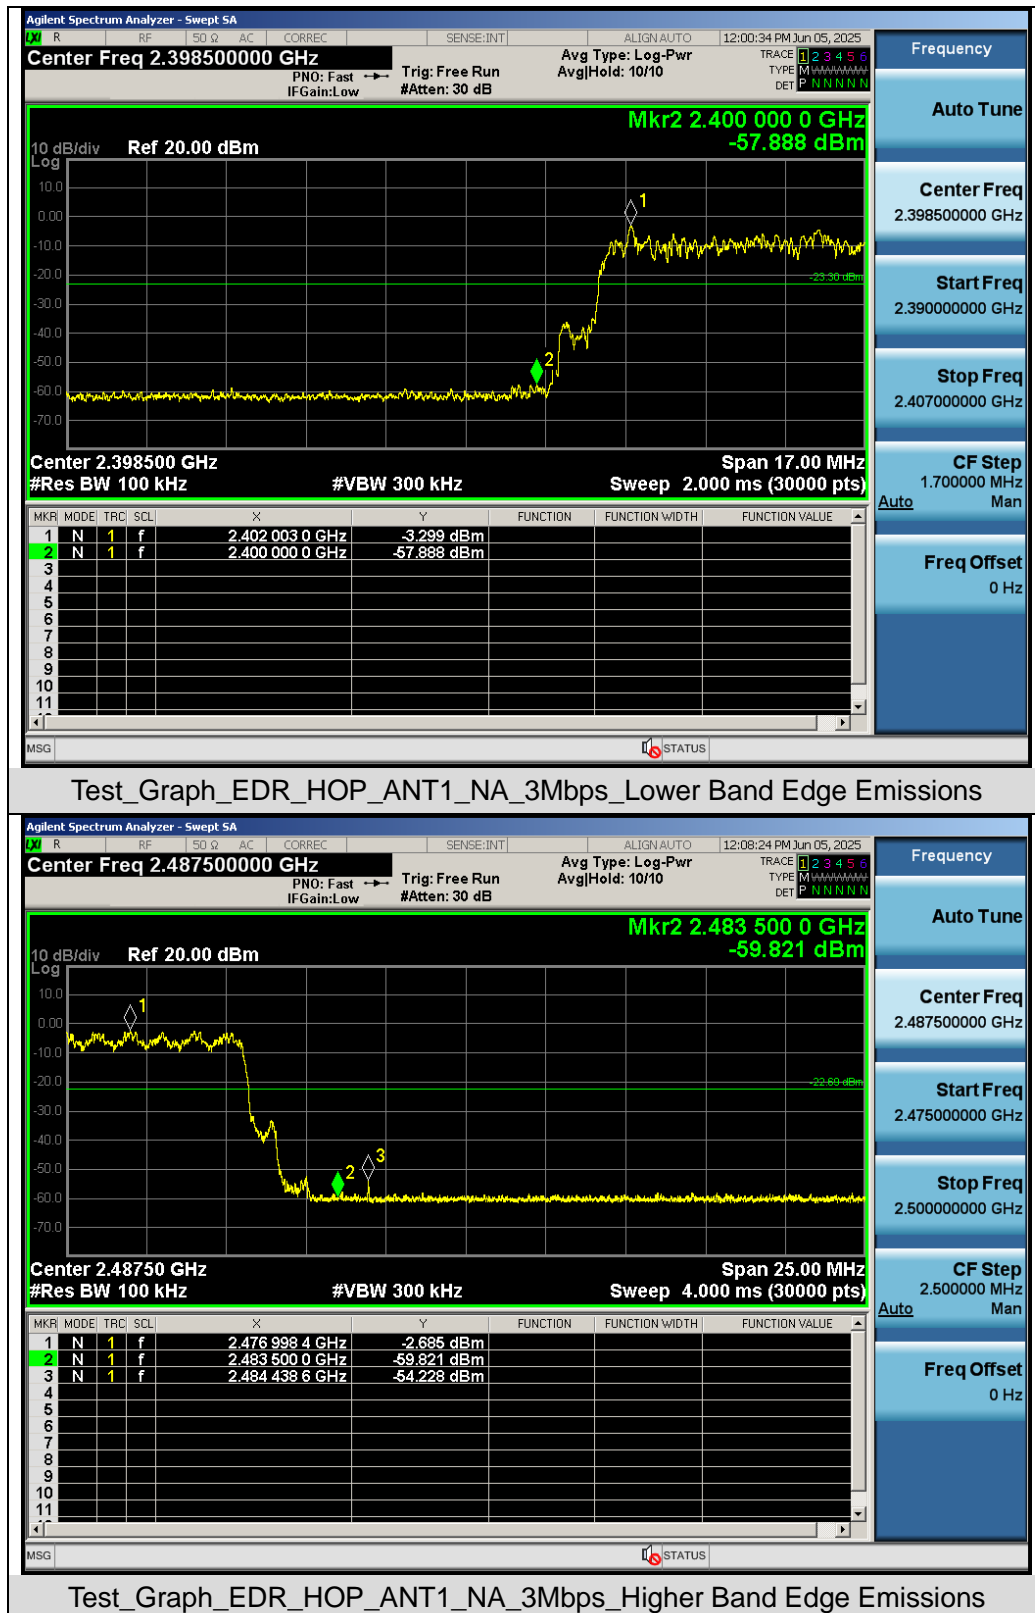 Agilent Spectrum Analyzer - Swept SA
LXI R RF 50 Ω AC CORREC SENSE:INT ALIGN AUTO 12:00:34 PM Jun 05, 2025
Center Freq 2.398500000 GHz
PNO: Fast
IFGain:Low
Trig: Free Run
#Atten: 30 dB
Avg Type: Log-Pwr
Avg|Hold: 10/10
TRACE 1 2 3 4 5 6
TYPE M
DET P N N N N N
Mkr2 2.400 000 0 GHz
-57.888 dBm
10 dB/div Ref 20.00 dBm
Log
10.0
0.00
-10.0
-20.0
-30.0
-40.0
-50.0
-60.0
-70.0
1
-23.30 dBm
2
Center 2.398500 GHz Span 17.00 MHz
#Res BW 100 kHz #VBW 300 kHz Sweep 2.000 ms (30000 pts)
MKR MODE TRC SCL X Y FUNCTION FUNCTION WIDTH FUNCTION VALUE
1 N 1 f 2.402 003 0 GHz -3.299 dBm
2 N 1 f 2.400 000 0 GHz -57.888 dBm
3
4
5
6
7
8
9
10
11
MSG STATUS
Frequency
Auto Tune
Center Freq
2.398500000 GHz
Start Freq
2.390000000 GHz
Stop Freq
2.407000000 GHz
CF Step
1.700000 MHz
Auto Man
Freq Offset
0 Hz
Test_Graph_EDR_HOP_ANT1_NA_3Mbps_Lower Band Edge Emissions
Agilent Spectrum Analyzer - Swept SA
LXI R RF 50 Ω AC CORREC SENSE:INT ALIGN AUTO 12:08:24 PM Jun 05, 2025
Center Freq 2.487500000 GHz
PNO: Fast
IFGain:Low
Trig: Free Run
#Atten: 30 dB
Avg Type: Log-Pwr
Avg|Hold: 10/10
TRACE 1 2 3 4 5 6
TYPE M
DET P N N N N N
Mkr2 2.483 500 0 GHz
-59.821 dBm
10 dB/div Ref 20.00 dBm
Log
10.0
0.00
-10.0
-20.0
-30.0
-40.0
-50.0
-60.0
-70.0
1
-22.69 dBm
2
3
Center 2.48750 GHz Span 25.00 MHz
#Res BW 100 kHz #VBW 300 kHz Sweep 4.000 ms (30000 pts)
MKR MODE TRC SCL X Y FUNCTION FUNCTION WIDTH FUNCTION VALUE
1 N 1 f 2.476 998 4 GHz -2.685 dBm
2 N 1 f 2.483 500 0 GHz -59.821 dBm
3 N 1 f 2.484 438 6 GHz -54.228 dBm
4
5
6
7
8
9
10
11
MSG STATUS
Frequency
Auto Tune
Center Freq
2.487500000 GHz
Start Freq
2.475000000 GHz
Stop Freq
2.500000000 GHz
CF Step
2.500000 MHz
Auto Man
Freq Offset
0 Hz
Test_Graph_EDR_HOP_ANT1_NA_3Mbps_Higher Band Edge Emissions